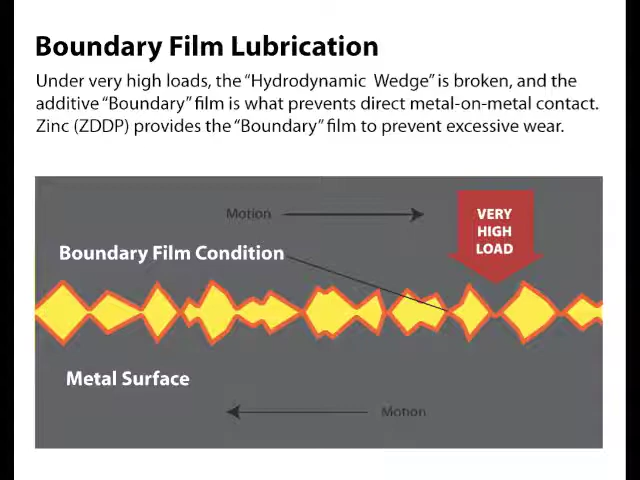 Boundary Film Lubrication
Under very high loads, the “Hydrodynamic Wedge” is broken, and the
additive “Boundary” film is what prevents direct metal-on-metal contact.
Zinc (ZDDP) provides the “Boundary” film to prevent excessive wear.
Motion
VERY
HIGH
LOAD
Boundary Film Condition
Metal Surface
Motion